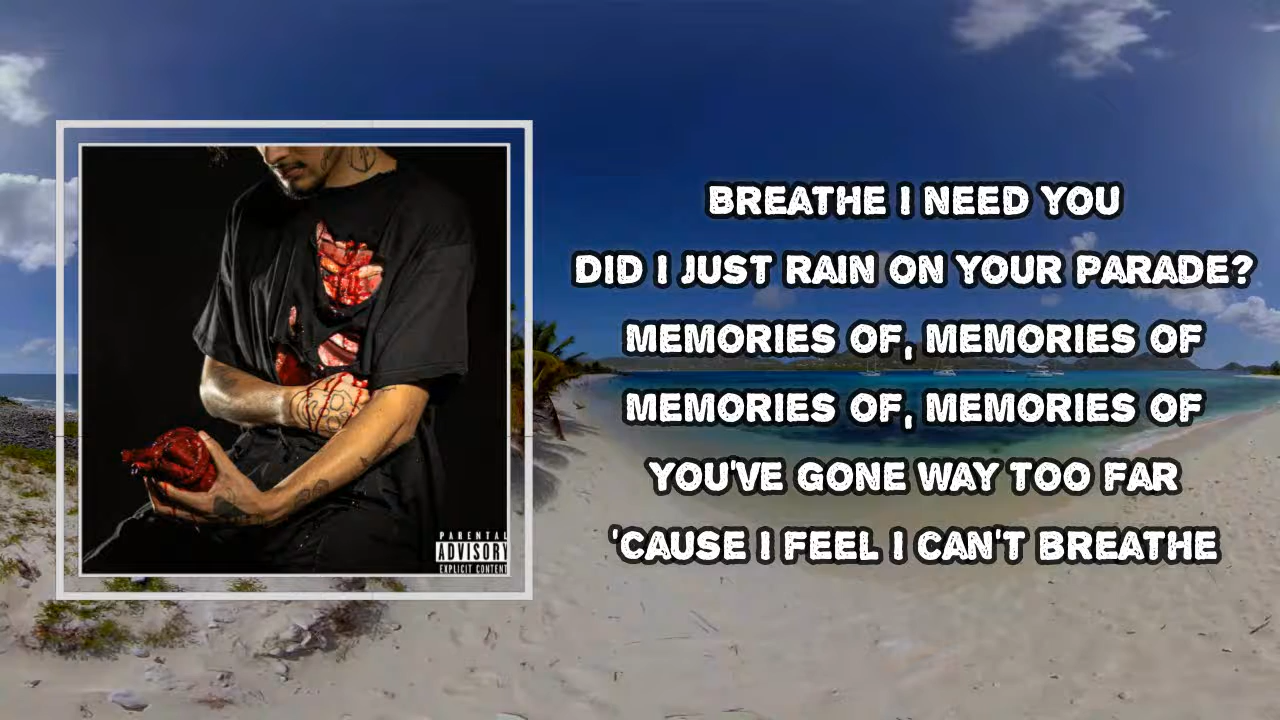 BREATHE I NEED YOU
DID I JUST RAIN ON YOUR PARADE?
MEMORIES OF, MEMORIES OF
MEMORIES OF, MEMORIES OF
YOU'VE GONE WAY TOO FAR
'CAUSE I FEEL I CAN'T BREATHE
PARENTAL
ADVISORY
EXPLICIT CONTENT